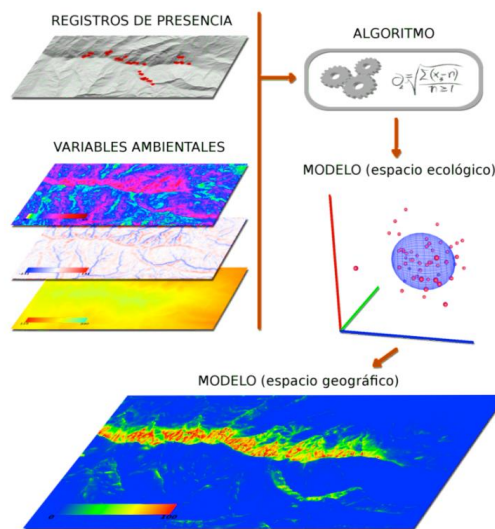 REGISTROS DE PRESENCIA
ALGORITMO
VARIABLES AMBIENTALES
MODELO (espacio ecológico)
MODELO (espacio geográfico)